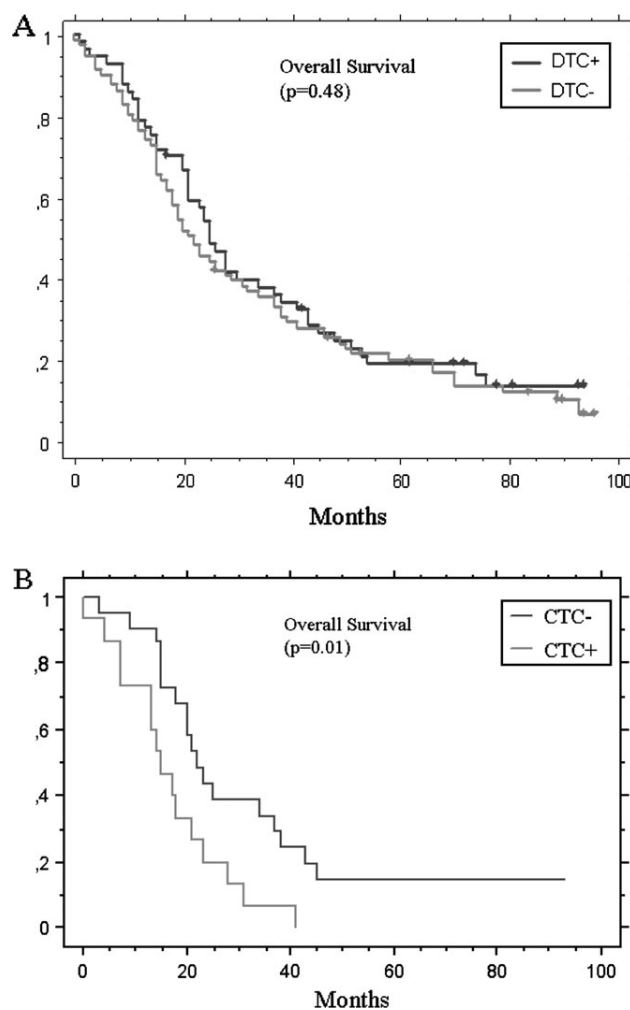 A
1
,8
,6
,4
,2
0
Overall Survival
(p=0.48)
DTC+
DTC-
0 20 40 60 80 100
Months
B
1
,8
,6
,4
,2
0
Overall Survival
(p=0.01)
CTC-
CTC+
0 20 40 60 80 100
Months